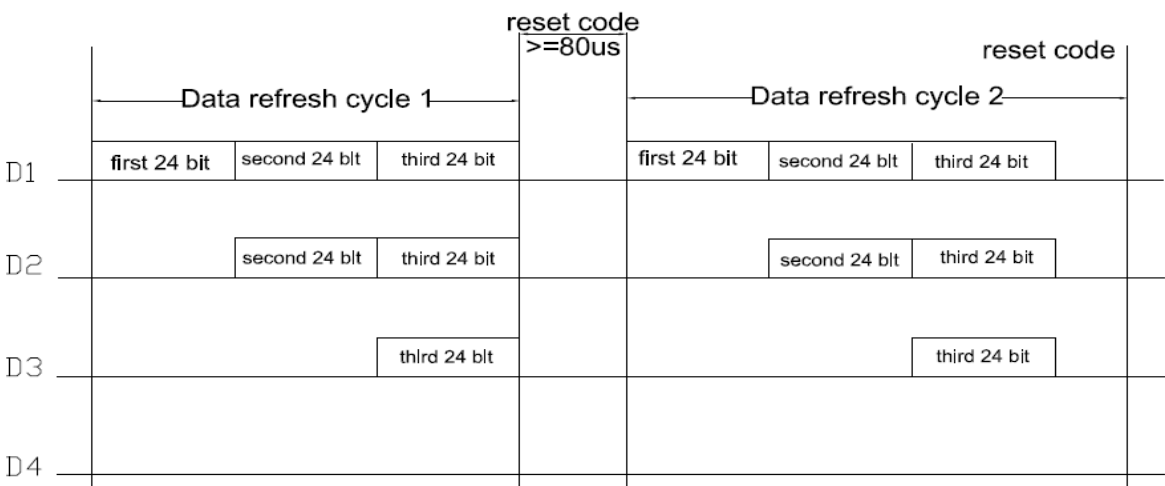 reset code
>=80us
reset code
Data refresh cycle 1
Data refresh cycle 2
D1 first 24 bit second 24 blt third 24 bit first 24 bit second 24 blt third 24 bit
D2 second 24 blt third 24 bit second 24 blt third 24 bit
D3 thlrd 24 blt third 24 bit
D4